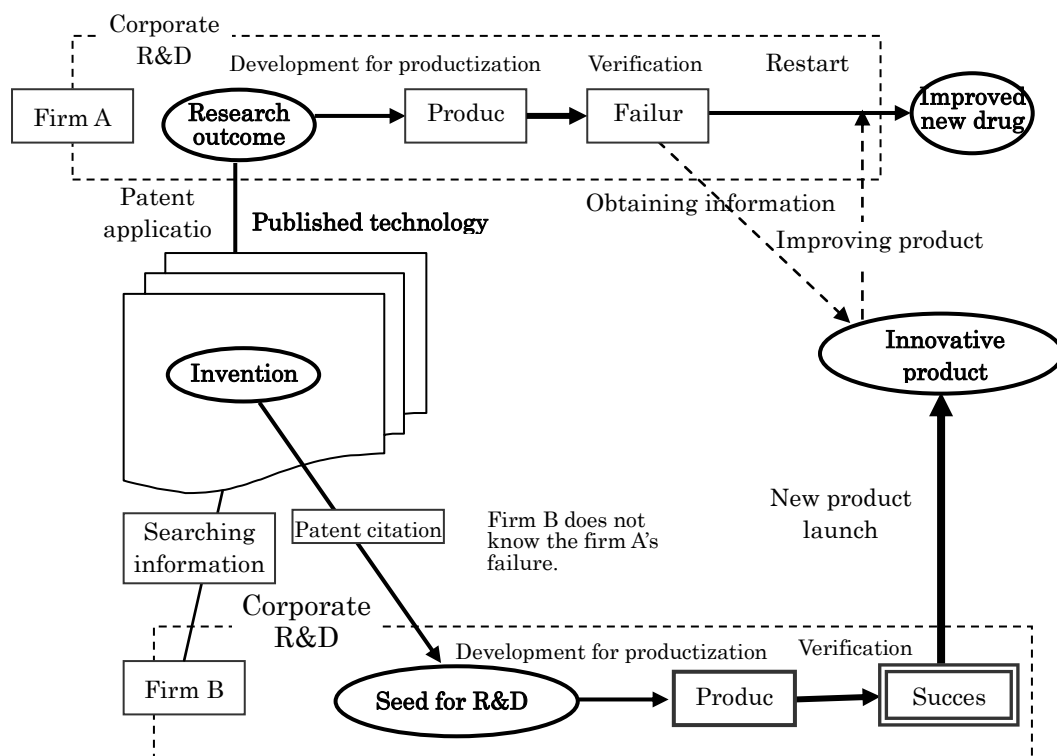 Corporate
R&D
Development for productization
Verification
Restart
Firm A
Research
outcome
Produc
Failur
Improved
new drug
Patent
applicatio
Published technology
Obtaining information
Improving product
Invention
Innovative
product
Searching
information
Patent citation
Firm B does not
know the firm A's
failure.
New product
launch
Corporate
R&D
Development for productization
Verification
Firm B
Seed for R&D
Produc
Succes